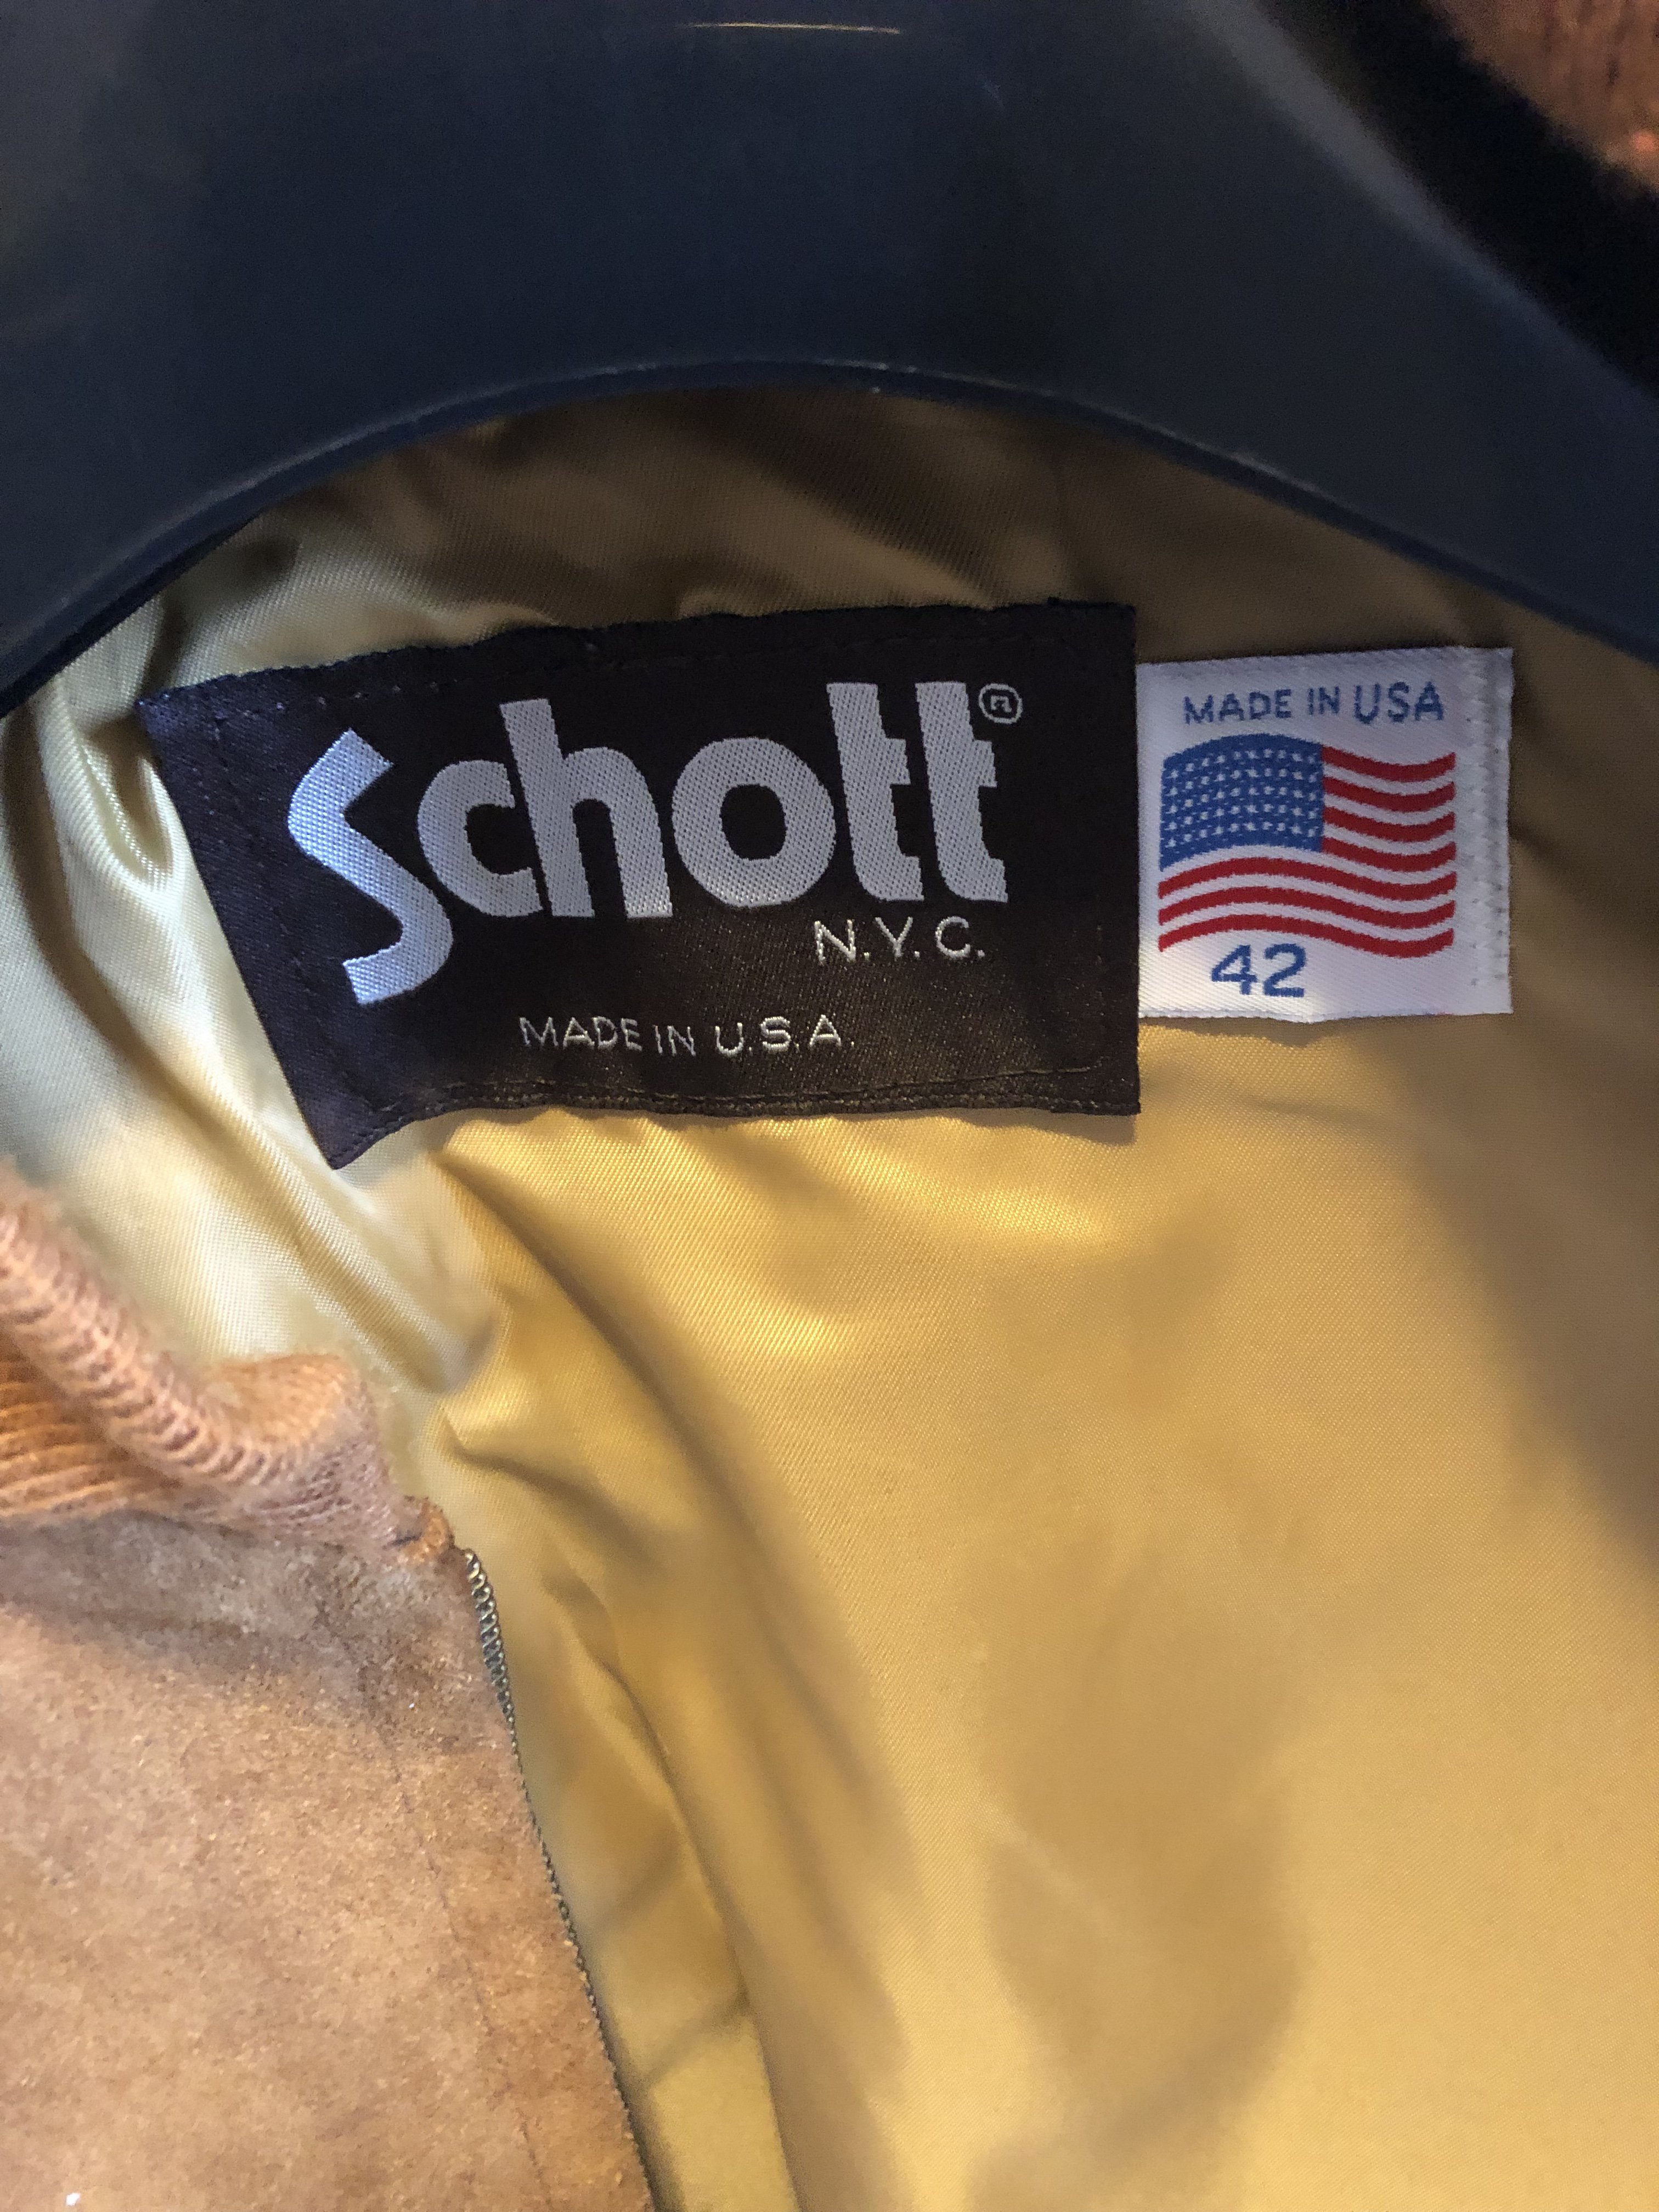 Schott®
N.Y.C.
MADE IN U.S.A.
MADE IN USA
42